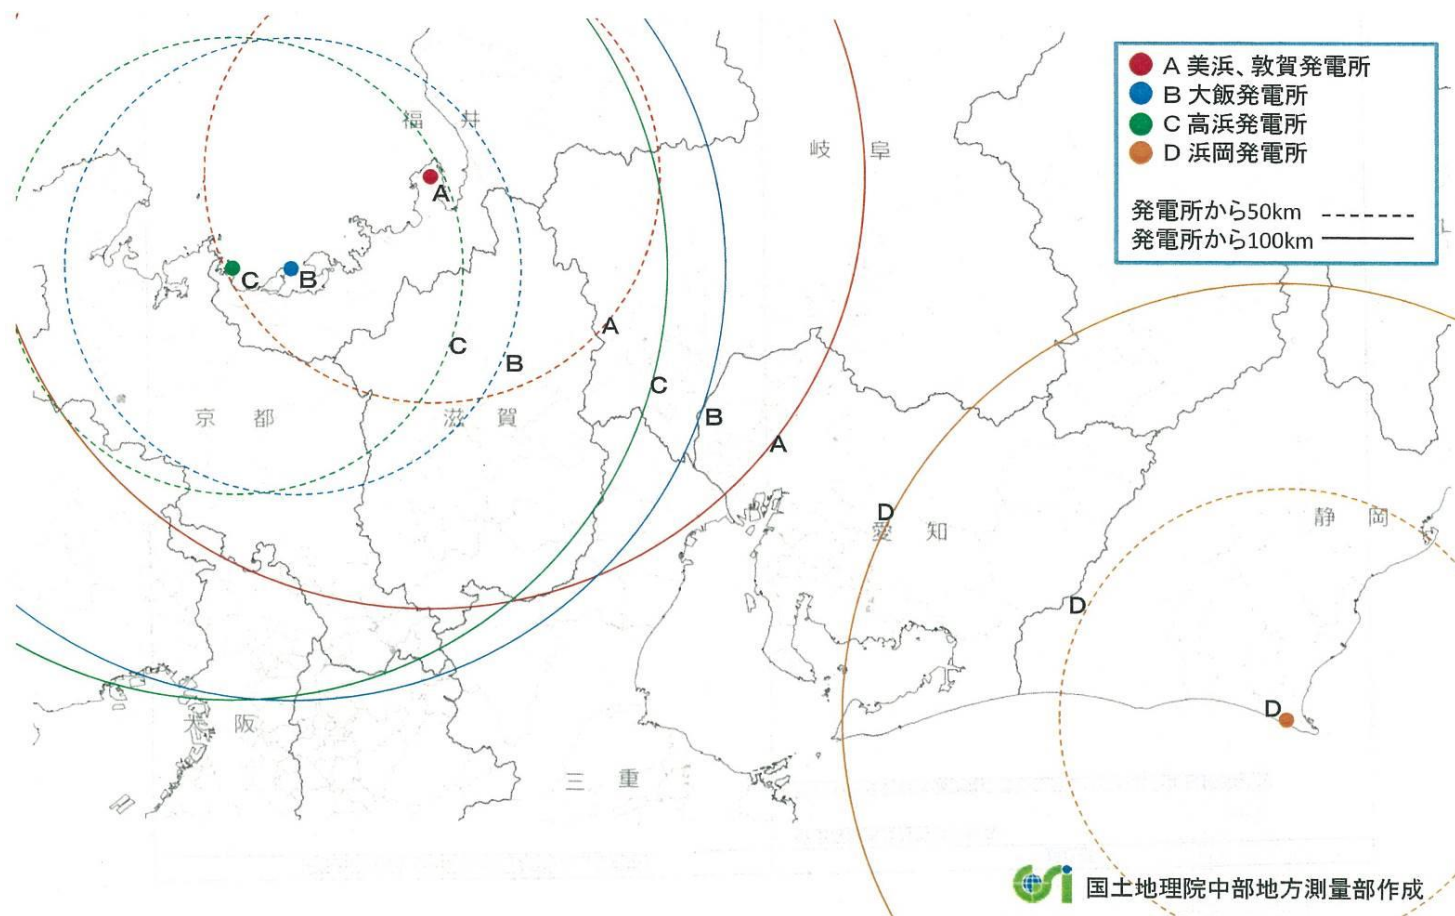 A 美浜、敦賀発電所
B 大飯発電所
C 高浜発電所
D 浜岡発電所
発電所から50km
発電所から100km
福 井
岐 阜
A
C
B
A
C
B
C
A
B
京 都
滋 賀
D
愛 知
静 岡
D
D
大 阪
三 重
国土地理院中部地方測量部作成